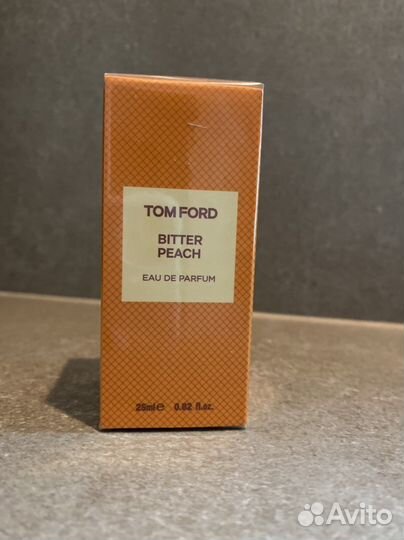 TOM FORD
BITTER
PEACH
EAU DE PARFUM
25ml℮ 0.82 fl.oz.
Avito